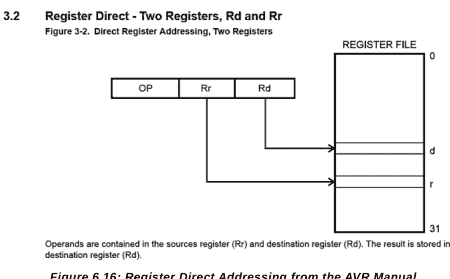 3.2 Register Direct - Two Registers, Rd and Rr
Figure 3-2. Direct Register Addressing, Two Registers
REGISTER FILE
0
OP Rr Rd
d
r
31
Operands are contained in the sources register (Rr) and destination register (Rd). The result is stored in
destination register (Rd).
Figure 6.16: Register Direct Addressing from the AVR Manual